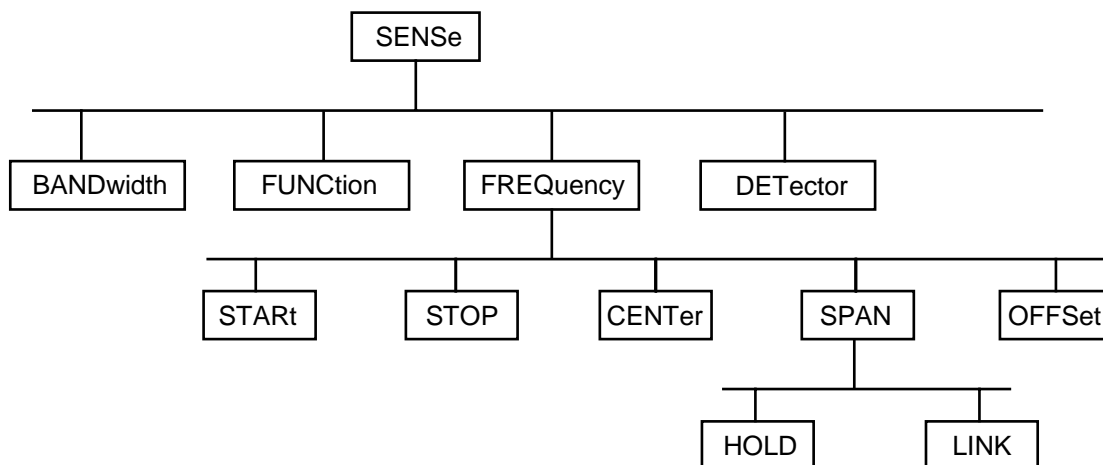 SENSe
BANDwidth
FUNCtion
FREQuency
DETector
STARt
STOP
CENTer
SPAN
OFFSet
HOLD
LINK